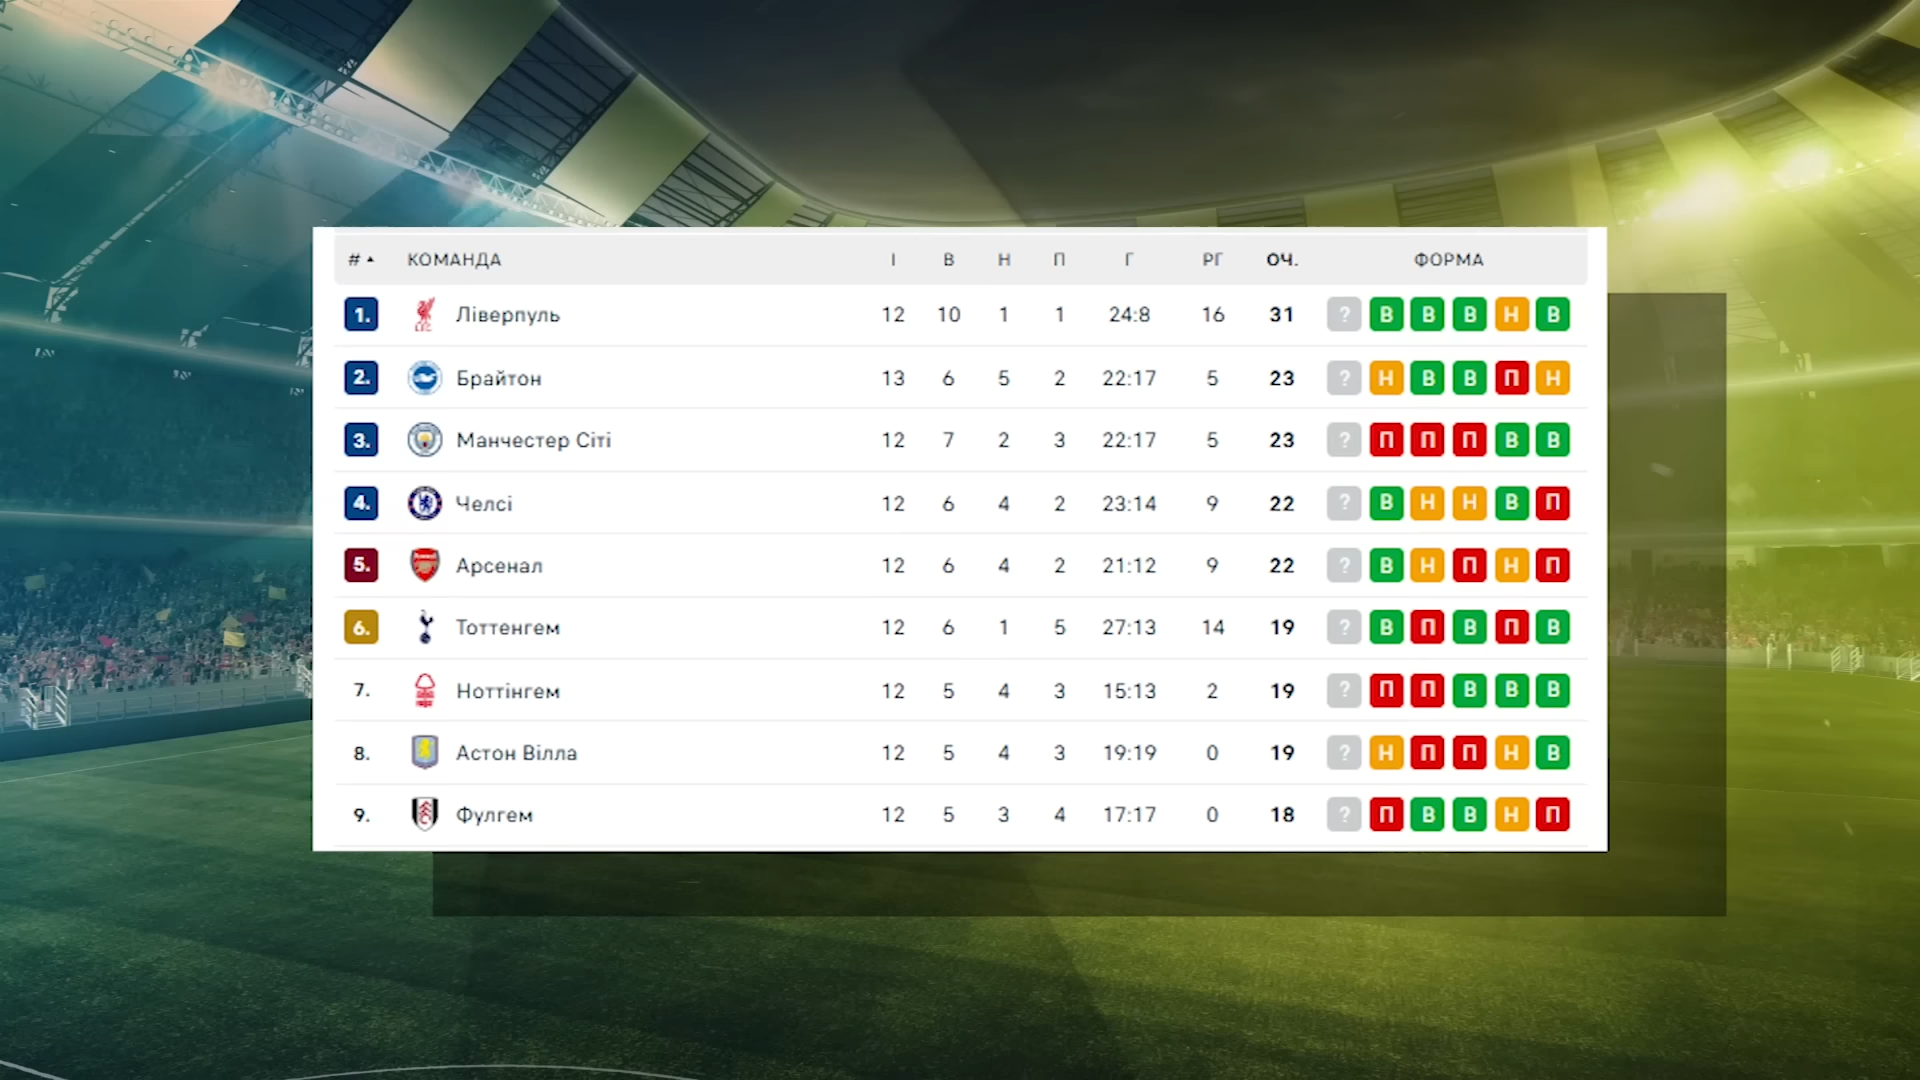 # КОМАНДА І В Н П Г РГ ОЧ. ФОРМА
1. Ліверпуль 12 10 1 1 24:8 16 31 ? В В В Н В
2. Брайтон 13 6 5 2 22:17 5 23 ? Н В В П Н
3. Манчестер Сіті 12 7 2 3 22:17 5 23 ? П П П В В
4. Челсі 12 6 4 2 23:14 9 22 ? В Н Н В П
5. Арсенал 12 6 4 2 21:12 9 22 ? В Н П Н П
6. Тоттенгем 12 6 1 5 27:13 14 19 ? В П В П В
7. Ноттінгем 12 5 4 3 15:13 2 19 ? П П В В В
8. Астон Вілла 12 5 4 3 19:19 0 19 ? Н П П Н В
9. Фулгем 12 5 3 4 17:17 0 18 ? П В В Н П